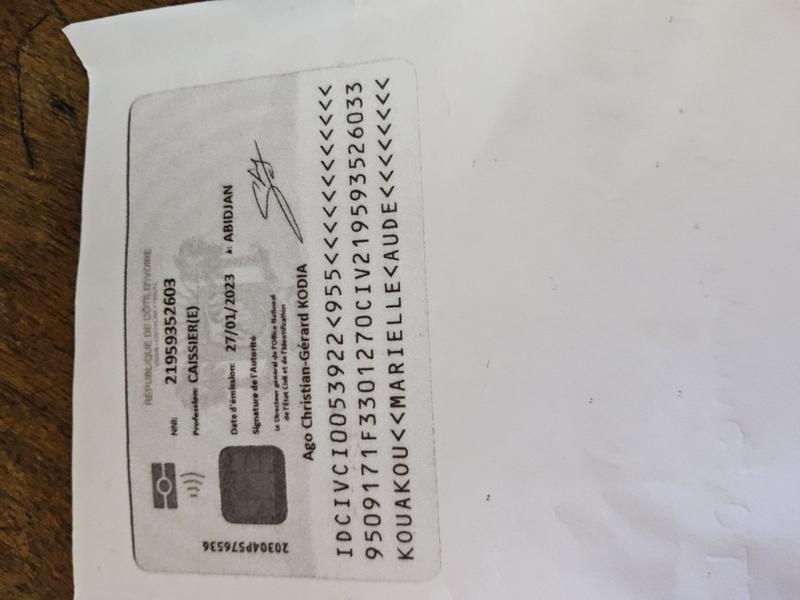 RÉPUBLIQUE DE CÔTE D'IVOIRE
NNI: 21959352603
Profession: CAISSIER(E)
Date d'émission: 27/01/2023 à: ABIDJAN
Signature de l'Autorité
Le Directeur général de l'Office National
de l'État Civil et de l'Identification
Ago Christian-Gérard KODIA
20304P576536
IDCIVCI0053922<955<<<<<<<<<<<<
9509171F3301270CIV219593526033
KOUAKOU<<MARIELLE<AUDE<<<<<<<<